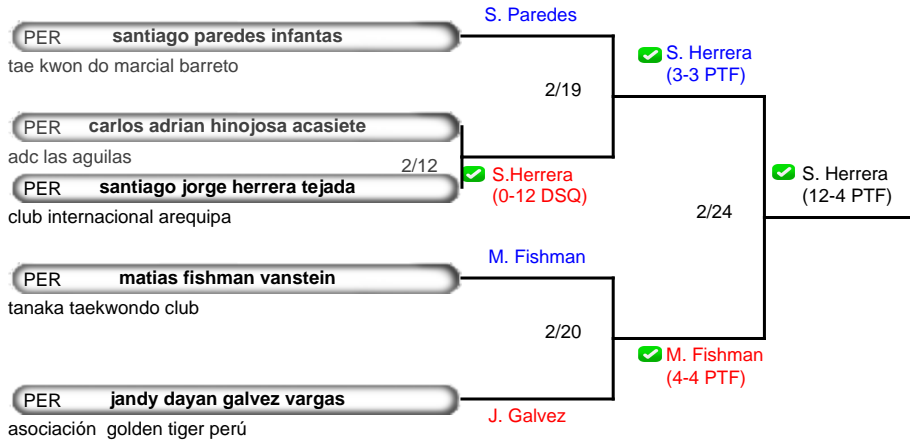 S. Paredes
PER santiago paredes infantas
tae kwon do marcial barreto
S. Herrera
(3-3 PTF)
2/19
PER carlos adrian hinojosa acasiete
adc las aguilas
2/12
S.Herrera
(0-12 DSQ)
PER santiago jorge herrera tejada
club internacional arequipa
S. Herrera
(12-4 PTF)
2/24
M. Fishman
PER matias fishman vanstein
tanaka taekwondo club
2/20
M. Fishman
(4-4 PTF)
PER jandy dayan galvez vargas
J. Galvez
asociación golden tiger perú